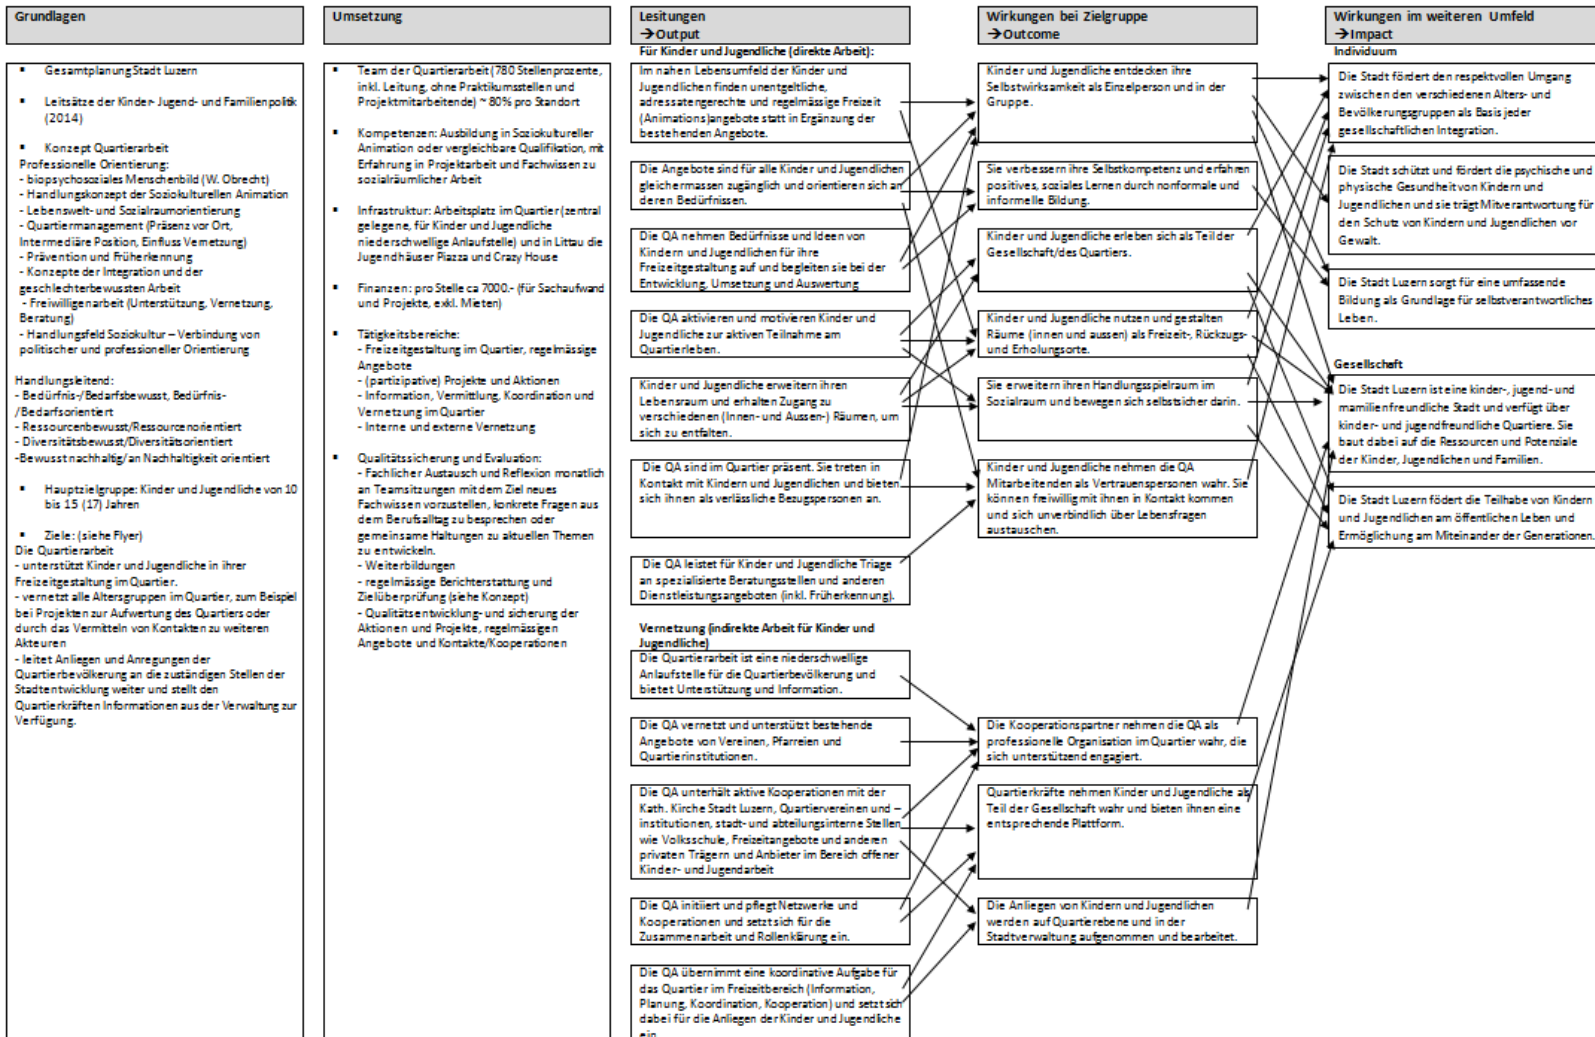 Grundlagen
Gesamtplanung Stadt Luzern
Leitsätze der Kinder- Jugend- und Familienpolitik
(2014)
Konzept Quartierarbeit
Professionelle Orientierung:
- biopsychosoziales Menschenbild (W. Obrecht)
- Handlungskonzept der Soziokulturellen Animation
- Lebenswelt- und Sozialraumorientierung
- Quartiermanagement (Präsenz vor Ort,
Intermediäre Position, Einfluss Vernetzung)
- Prävention und Früherkennung
- Konzepte der Integration und der
geschlechterbewussten Arbeit
- Freiwilligenarbeit (Unterstützung, Vernetzung,
Beratung)
- Handlungsfeld Soziokultur – Verbindung von
politischer und professioneller Orientierung
Handlungsleitend:
- Bedürfnis-/Bedarfsbewusst, Bedürfnis-
/Bedarfsorientiert
- Ressourcenbewusst/Ressourcenorientiert
- Diversitätsbewusst/Diversitätsorientiert
-Bewusst nachhaltig/an Nachhaltigkeit orientiert
Hauptzielgruppe: Kinder und Jugendliche von 10
bis 15 (17) Jahren
Ziele: (siehe Flyer)
Die Quartierarbeit
- unterstützt Kinder und Jugendliche in ihrer
Freizeitgestaltung im Quartier.
- vernetzt alle Altersgruppen im Quartier, zum Beispiel
bei Projekten zur Aufwertung des Quartiers oder
durch das Vermitteln von Kontakten zu weiteren
Akteuren
- leitet Anliegen und Anregungen der
Quartierbevölkerung an die zuständigen Stellen der
Stadtentwicklung weiter und stellt den
Quartierkräften Informationen aus der Verwaltung zur
Verfügung.
Umsetzung
Team der Quartierarbeit (780 Stellenprozente,
inkl. Leitung, ohne Praktikumsstellen und
Projektmitarbeitende) ~ 80% pro Standort
Kompetenzen: Ausbildung in Soziokultureller
Animation oder vergleichbare Qualifikation, mit
Erfahrung in Projektarbeit und Fachwissen zu
sozialräumlicher Arbeit
Infrastruktur: Arbeitsplatz im Quartier (zentral
gelegene, für Kinder und Jugendliche
niederschwellige Anlaufstelle) und in Littau die
Jugendhäuser Piazza und Crazy House
Finanzen: pro Stelle ca 7000.- (für Sachaufwand
und Projekte, exkl. Mieten)
Tätigkeitsbereiche:
- Freizeitgestaltung im Quartier, regelmässige
Angebote
- (partizipative) Projekte und Aktionen
- Information, Vermittlung, Koordination und
Vernetzung im Quartier
- Interne und externe Vernetzung
Qualitätssicherung und Evaluation:
- Fachlicher Austausch und Reflexion monatlich
an Teamsitzungen mit dem Ziel neues
Fachwissen vorzustellen, konkrete Fragen aus
dem Berufsalltag zu besprechen oder
gemeinsame Haltungen zu aktuellen Themen
zu entwickeln.
- Weiterbildungen
- regelmässige Berichterstattung und
Zielüberprüfung (siehe Konzept)
- Qualitätsentwicklung- und sicherung der
Aktionen und Projekte, regelmässigen
Angebote und Kontakte/Kooperationen
Lesitungen
→Output
Für Kinder und Jugendliche (direkte Arbeit):
Im nahen Lebensumfeld der Kinder und
Jugendlichen finden unentgeltliche,
adressatengerechte und regelmässige Freizeit
(Animations)angebote statt in Ergänzung der
bestehenden Angebote.
Die Angebote sind für alle Kinder und Jugendlichen
gleichermassen zugänglich und orientieren sich an
deren Bedürfnissen.
Die QA nehmen Bedürfnisse und Ideen von
Kindern und Jugendlichen für ihre
Freizeitgestaltung auf und begleiten sie bei der
Entwicklung, Umsetzung und Auswertung
Die QA aktivieren und motivieren Kinder und
Jugendliche zur aktiven Teilnahme am
Quartierleben.
Kinder und Jugendliche erweitern ihren
Lebensraum und erhalten Zugang zu
verschiedenen (Innen- und Aussen-) Räumen, um
sich zu entfalten.
Die QA sind im Quartier präsent. Sie treten in
Kontakt mit Kindern und Jugendlichen und bieten
sich ihnen als verlässliche Bezugspersonen an.
Die QA leistet für Kinder und Jugendliche Triage
an spezialisierte Beratungsstellen und anderen
Dienstleistungsangeboten (inkl. Früherkennung).
Vernetzung (indirekte Arbeit für Kinder und
Jugendliche)
Die Quartierarbeit ist eine niederschwellige
Anlaufstelle für die Quartierbevölkerung und
bietet Unterstützung und Information.
Die QA vernetzt und unterstützt bestehende
Angebote von Vereinen, Pfarreien und
Quartierinstitutionen.
Die QA unterhält aktive Kooperationen mit der
Kath. Kirche Stadt Luzern, Quartiervereinen und –
institutionen, stadt- und abteilungsinterne Stellen
wie Volksschule, Freizeitangebote und anderen
privaten Trägern und Anbieter im Bereich offener
Kinder- und Jugendarbeit
Die QA initiiert und pflegt Netzwerke und
Kooperationen und setzt sich für die
Zusammenarbeit und Rollenklärung ein.
Die QA übernimmt eine koordinative Aufgabe für
das Quartier im Freizeitbereich (Information,
Planung, Koordination, Kooperation) und setzt sich
dabei für die Anliegen der Kinder und Jugendliche
ein.
Wirkungen bei Zielgruppe
→Outcome
Kinder und Jugendliche entdecken ihre
Selbstwirksamkeit als Einzelperson und in der
Gruppe.
Sie verbessern ihre Selbstkompetenz und erfahren
positives, soziales Lernen durch nonformale und
informelle Bildung.
Kinder und Jugendliche erleben sich als Teil der
Gesellschaft/des Quartiers.
Kinder und Jugendliche nutzen und gestalten
Räume (innen und aussen) als Freizeit-, Rückzugs-
und Erholungsorte.
Sie erweitern ihren Handlungsspielraum im
Sozialraum und bewegen sich selbstsicher darin.
Kinder und Jugendliche nehmen die QA
Mitarbeitenden als Vertrauenspersonen wahr. Sie
können freiwillig mit ihnen in Kontakt kommen
und sich unverbindlich über Lebensfragen
austauschen.
Die Kooperationspartner nehmen die QA als
professionelle Organisation im Quartier wahr, die
sich unterstützend engagiert.
Quartierkräfte nehmen Kinder und Jugendliche als
Teil der Gesellschaft wahr und bieten ihnen eine
entsprechende Plattform.
Die Anliegen von Kindern und Jugendlichen
werden auf Quartierebene und in der
Stadtverwaltung aufgenommen und bearbeitet.
Wirkungen im weiteren Umfeld
→Impact
Individuum
Die Stadt fördert den respektvollen Umgang
zwischen den verschiedenen Alters- und
Bevölkerungsgruppen als Basis jeder
gesellschaftlichen Integration.
Die Stadt schützt und fördert die psychische und
physische Gesundheit von Kindern und
Jugendlichen und sie trägt Mitverantwortung für
den Schutz von Kindern und Jugendlichen vor
Gewalt.
Die Stadt Luzern sorgt für eine umfassende
Bildung als Grundlage für selbstverantwortliches
Leben.
Gesellschaft
Die Stadt Luzern ist eine kinder-, jugend- und
mamilienfreundliche Stadt und verfügt über
kinder- und jugendfreundliche Quartiere. Sie
baut dabei auf die Ressourcen und Potenziale
der Kinder, Jugendlichen und Familien.
Die Stadt Luzern födert die Teilhabe von Kindern
und Jugendlichen am öffentlichen Leben und
Ermöglichung am Miteinander der Generationen.